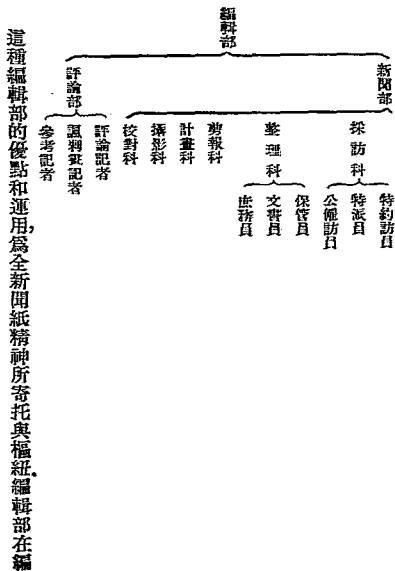 編輯部
新聞部
採訪科
特約訪員
特派員
公僱訪員
整理科
保管員
文書員
庶務員
剪報科
計畫科
攝影科
校對科
評論部
評論記者
諷刺畫記者
參考記者
這種編輯部的優點和運用,爲全新聞紙精神所寄托與樞紐.編輯部在編